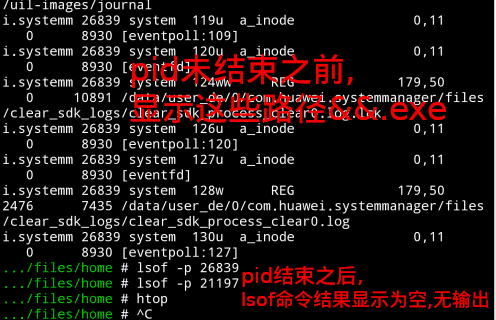 /uil-images/journal
i.systemm 26839 system 119u a_inode 0,11
0 8930 [eventpoll:109]
i.systemm 26839 system 120u a_inode 0,11
0 8930 [eventfd]
i.systemm 26839 system 124wW REG 179,50
0 10891 /data/user_de/0/com.huawei.systemmanager/files
/clear_sdk_logs/clear_sdk_process_clear0.log.lck
i.systemm 26839 system 126u a_inode 0,11
0 8930 [eventpoll:120]
i.systemm 26839 system 127u a_inode 0,11
0 8930 [eventfd]
i.systemm 26839 system 128w REG 179,50
2476 7435 /data/user_de/0/com.huawei.systemmanager/files
/clear_sdk_logs/clear_sdk_process_clear0.log
i.systemm 26839 system 130u a_inode 0,11
0 8930 [eventpoll:127]
.../files/home # lsof -p 26839
.../files/home # lsof -p 21197
.../files/home # htop
.../files/home # ^C
pid未结束之前,
显示这些路径&&.exe
pid结束之后,
lsof命令结果显示为空,无输出